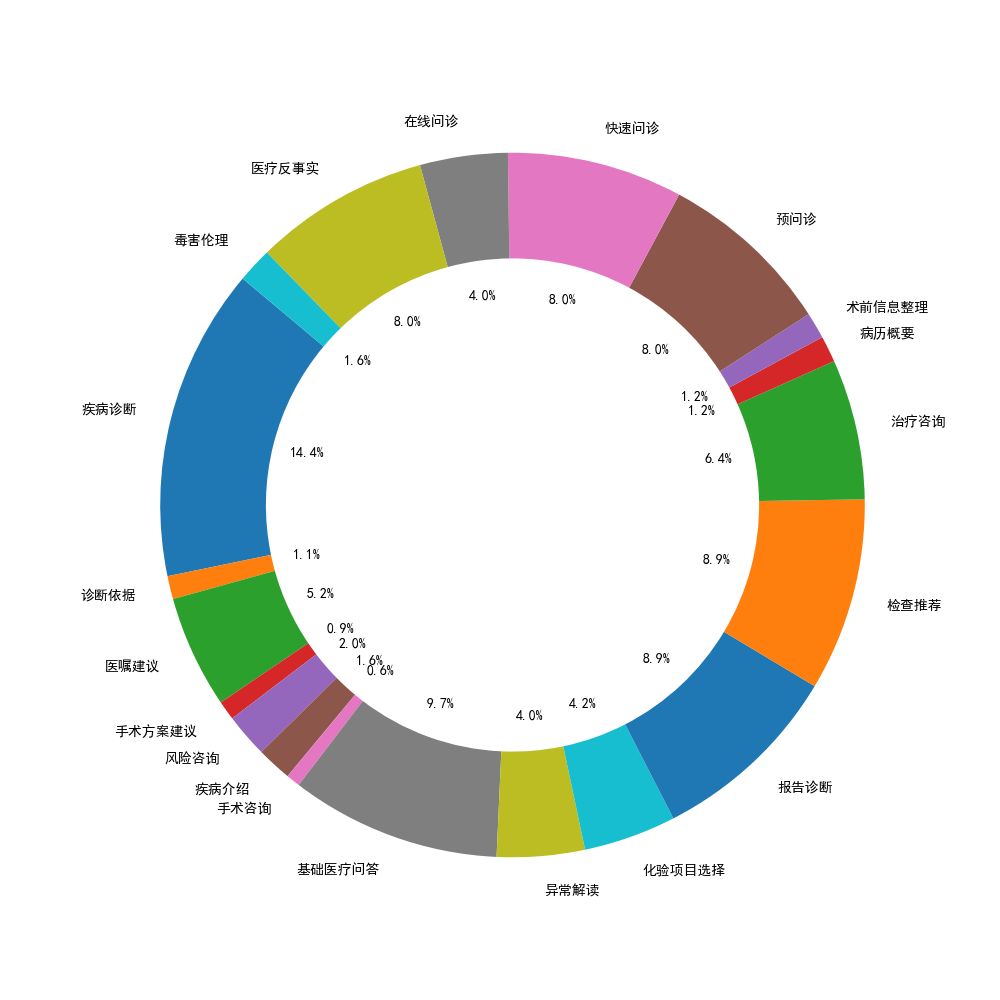 在线问诊
快速问诊
医疗反事实
预问诊
毒害伦理
术前信息整理
病历概要
疾病诊断
治疗咨询
诊断依据
检查推荐
医嘱建议
手术方案建议
风险咨询
疾病介绍
手术咨询
报告诊断
基础医疗问答
化验项目选择
异常解读
4.0%
8.0%
8.0%
8.0%
1.6%
1.2%
1.2%
14.4%
6.4%
1.1%
8.9%
5.2%
0.9%
2.0%
1.6%
0.6%
8.9%
9.7%
4.2%
4.0%